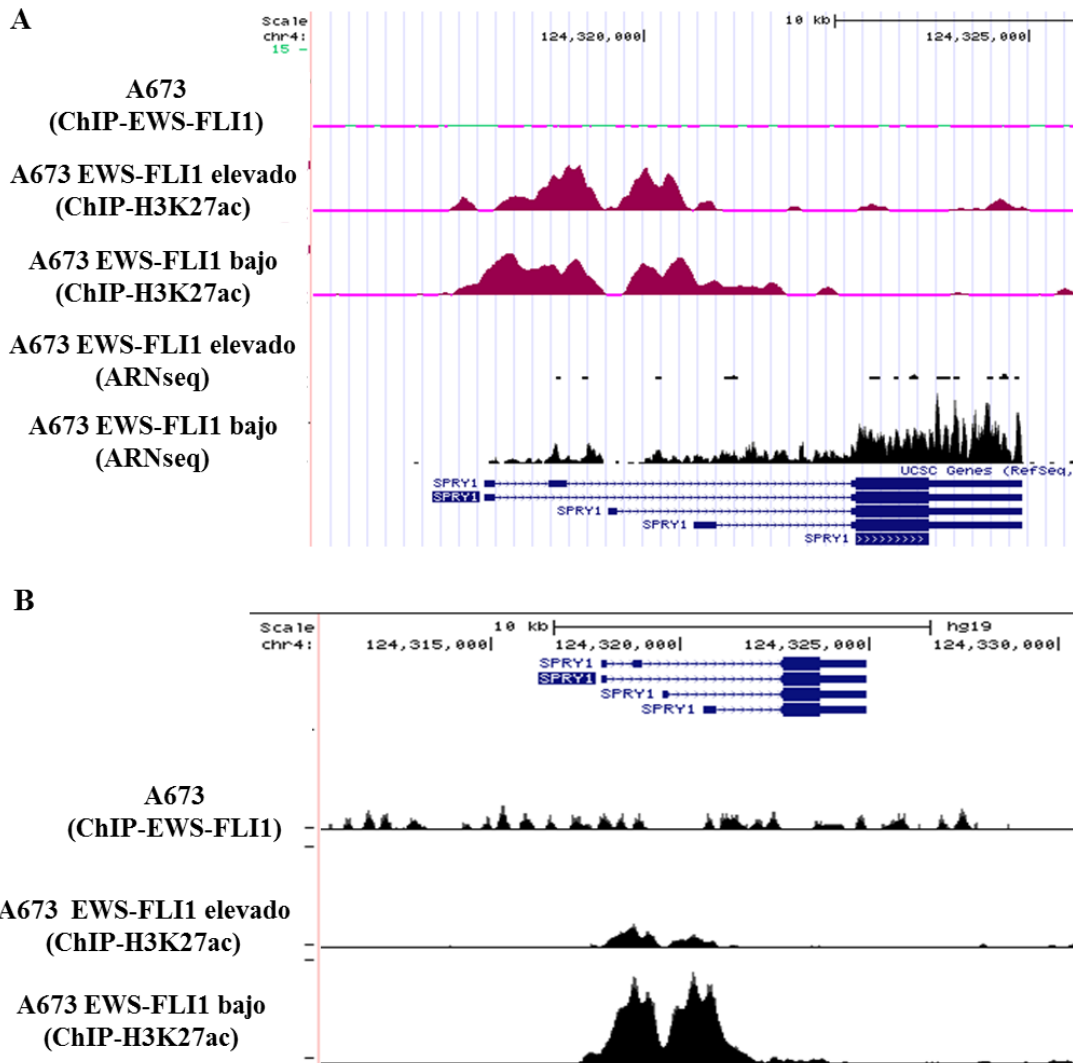 A
Scale
10 kb
chr4:
124,320,000|
124,325,000|
15 -
A673
(ChIP-EWS-FLI1)
A673 EWS-FLI1 elevado
(ChIP-H3K27ac)
A673 EWS-FLI1 bajo
(ChIP-H3K27ac)
A673 EWS-FLI1 elevado
(ARNseq)
A673 EWS-FLI1 bajo
(ARNseq)
UCSC Genes (RefSeq,
SPRY1
SPRY1
SPRY1
SPRY1
SPRY1
B
Scale
10 kb
hg19
chr4:
124,315,000|
124,320,000|
124,325,000|
124,330,000|
SPRY1
SPRY1
SPRY1
SPRY1
A673
(ChIP-EWS-FLI1)
A673 EWS-FLI1 elevado
(ChIP-H3K27ac)
A673 EWS-FLI1 bajo
(ChIP-H3K27ac)